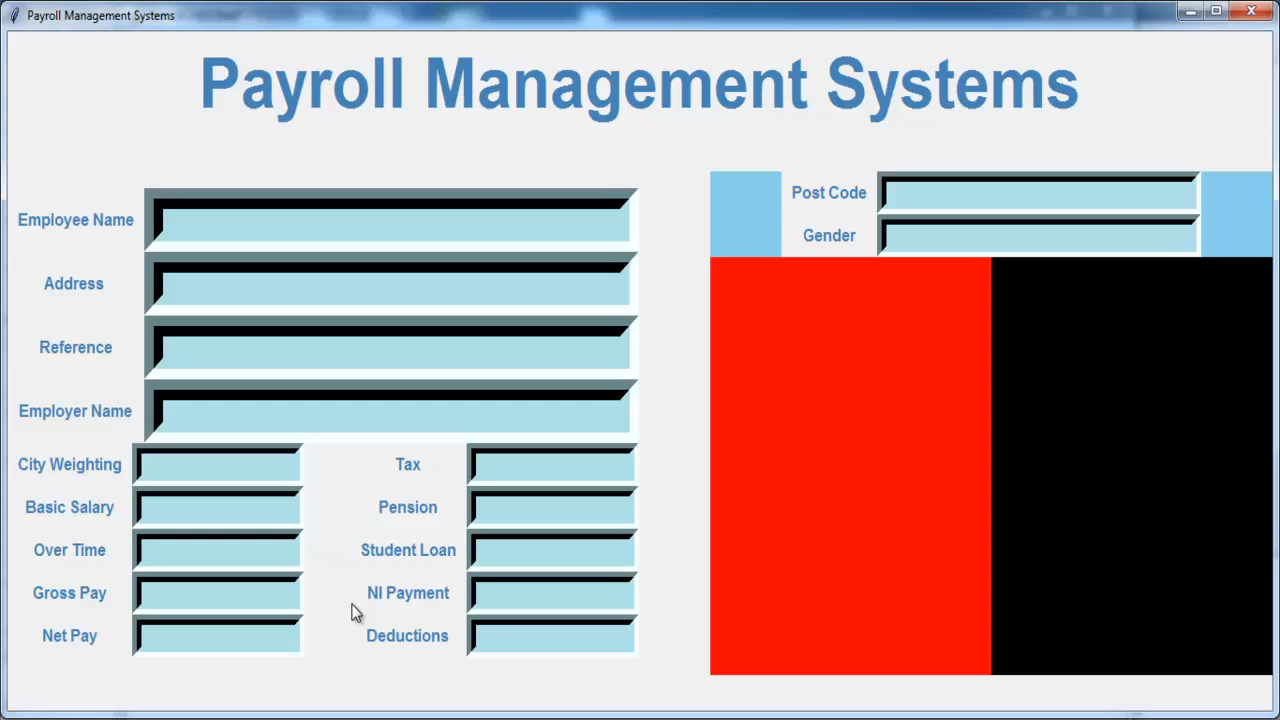 Payroll Management Systems
Payroll Management Systems
Employee Name
Address
Reference
Employer Name
City Weighting
Tax
Basic Salary
Pension
Over Time
Student Loan
Gross Pay
NI Payment
Net Pay
Deductions
Post Code
Gender